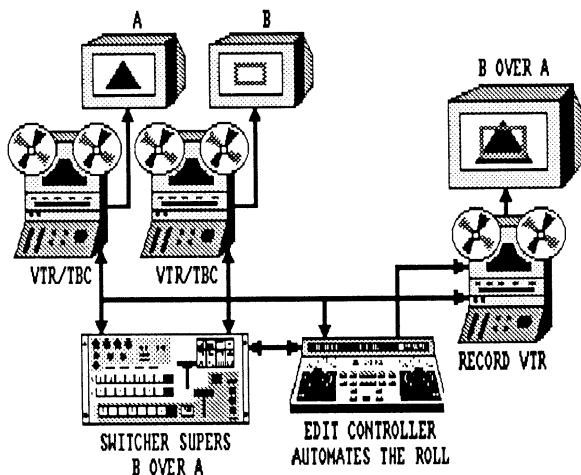 A
B
B OVER A
VTR/TBC
VTR/TBC
RECORD VTR
SWITCHER SUPERS
B OVER A
EDIT CONTROLLER
AUTOMATES THE ROLL